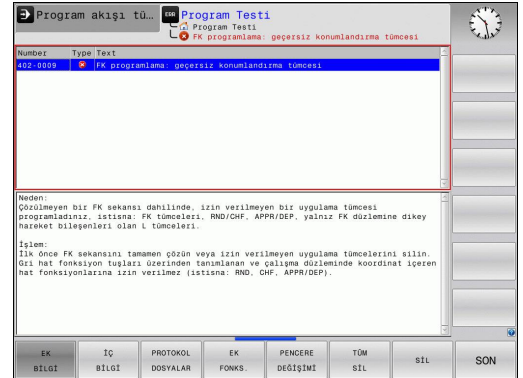 Program akışı tü...
ERR
Program Testi
Program Testi
FK programlama: geçersiz konumlandırma tümcesi
Number Type Text
402-0009 FK programlama: geçersiz konumlandırma tümcesi
Neden:
Çözülmeyen bir FK sekansı dahilinde, izin verilmeyen bir uygulama tümcesi
programladınız, istisna: FK tümceleri, RND/CHF, APPR/DEP, yalnız FK düzlemine dikey
hareket bileşenleri olan L tümceleri.
İşlem:
İlk önce FK sekansını tamamen çözün veya izin verilmeyen uygulama tümcelerini silin.
Gri hat fonksiyon tuşları üzerinden tanımlanan ve çalışma düzleminde koordinat içeren
hat fonksiyonlarına izin verilmez (istisna: RND, CHF, APPR/DEP).
EK BİLGİ
İÇ BİLGİ
PROTOKOL DOSYALAR
EK FONKS.
PENCERE DEĞİŞİMİ
TÜM SİL
SİL
SON